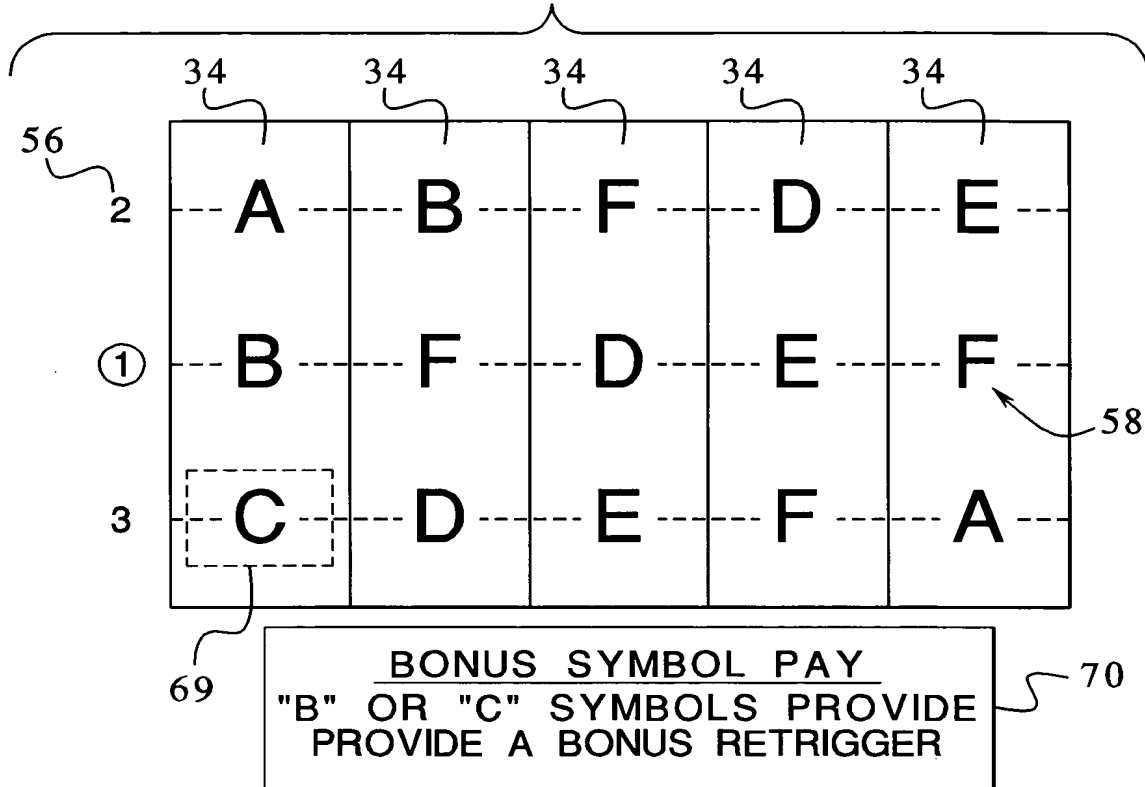 34 34 34 34 34
56
2 A B F D E
1 B F D E F
58
3 C D E F A
69
BONUS SYMBOL PAY
70
"B" OR "C" SYMBOLS PROVIDE
PROVIDE A BONUS RETRIGGER